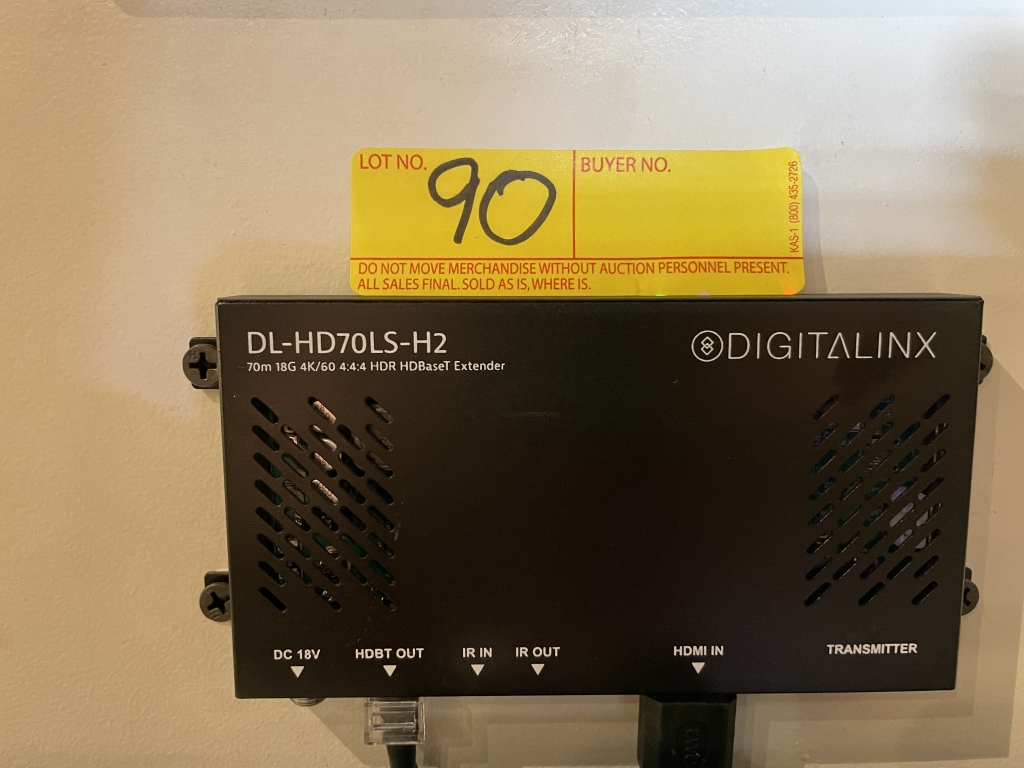 LOT NO. 90 BUYER NO.
KAS-1 (800) 435-2726
DO NOT MOVE MERCHANDISE WITHOUT AUCTION PERSONNEL PRESENT.
ALL SALES FINAL. SOLD AS IS, WHERE IS.
DL-HD70LS-H2
DIGITALINX
70m 18G 4K/60 4:4:4 HDR HDBaseT Extender
DC 18V HDBT OUT IR IN IR OUT HDMI IN TRANSMITTER